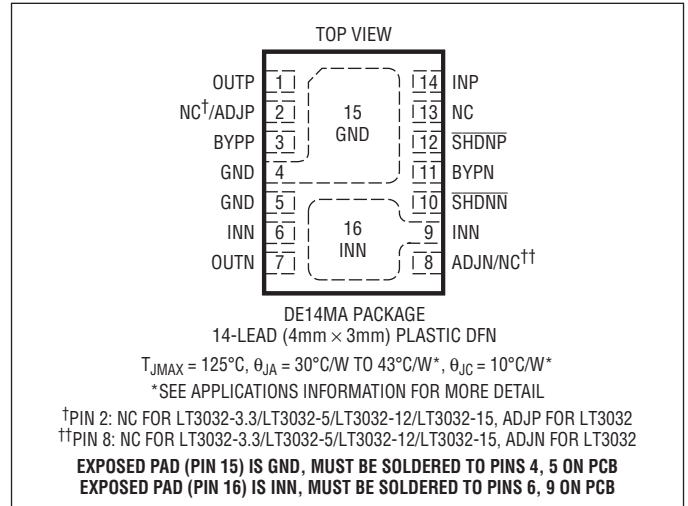 TOP VIEW
OUTP 1 14 INP
NC†/ADJP 2 15 13 NC
BYPP 3 GND 12 S̅H̅D̅N̅P̅
GND 4 11 BYPN
GND 5 10 S̅H̅D̅N̅N̅
INN 6 16 9 INN
OUTN 7 INN 8 ADJN/NC††
DE14MA PACKAGE
14-LEAD (4mm × 3mm) PLASTIC DFN
TJMAX = 125°C, θJA = 30°C/W TO 43°C/W*, θJC = 10°C/W*
*SEE APPLICATIONS INFORMATION FOR MORE DETAIL
†PIN 2: NC FOR LT3032-3.3/LT3032-5/LT3032-12/LT3032-15, ADJP FOR LT3032
††PIN 8: NC FOR LT3032-3.3/LT3032-5/LT3032-12/LT3032-15, ADJN FOR LT3032
EXPOSED PAD (PIN 15) IS GND, MUST BE SOLDERED TO PINS 4, 5 ON PCB
EXPOSED PAD (PIN 16) IS INN, MUST BE SOLDERED TO PINS 6, 9 ON PCB